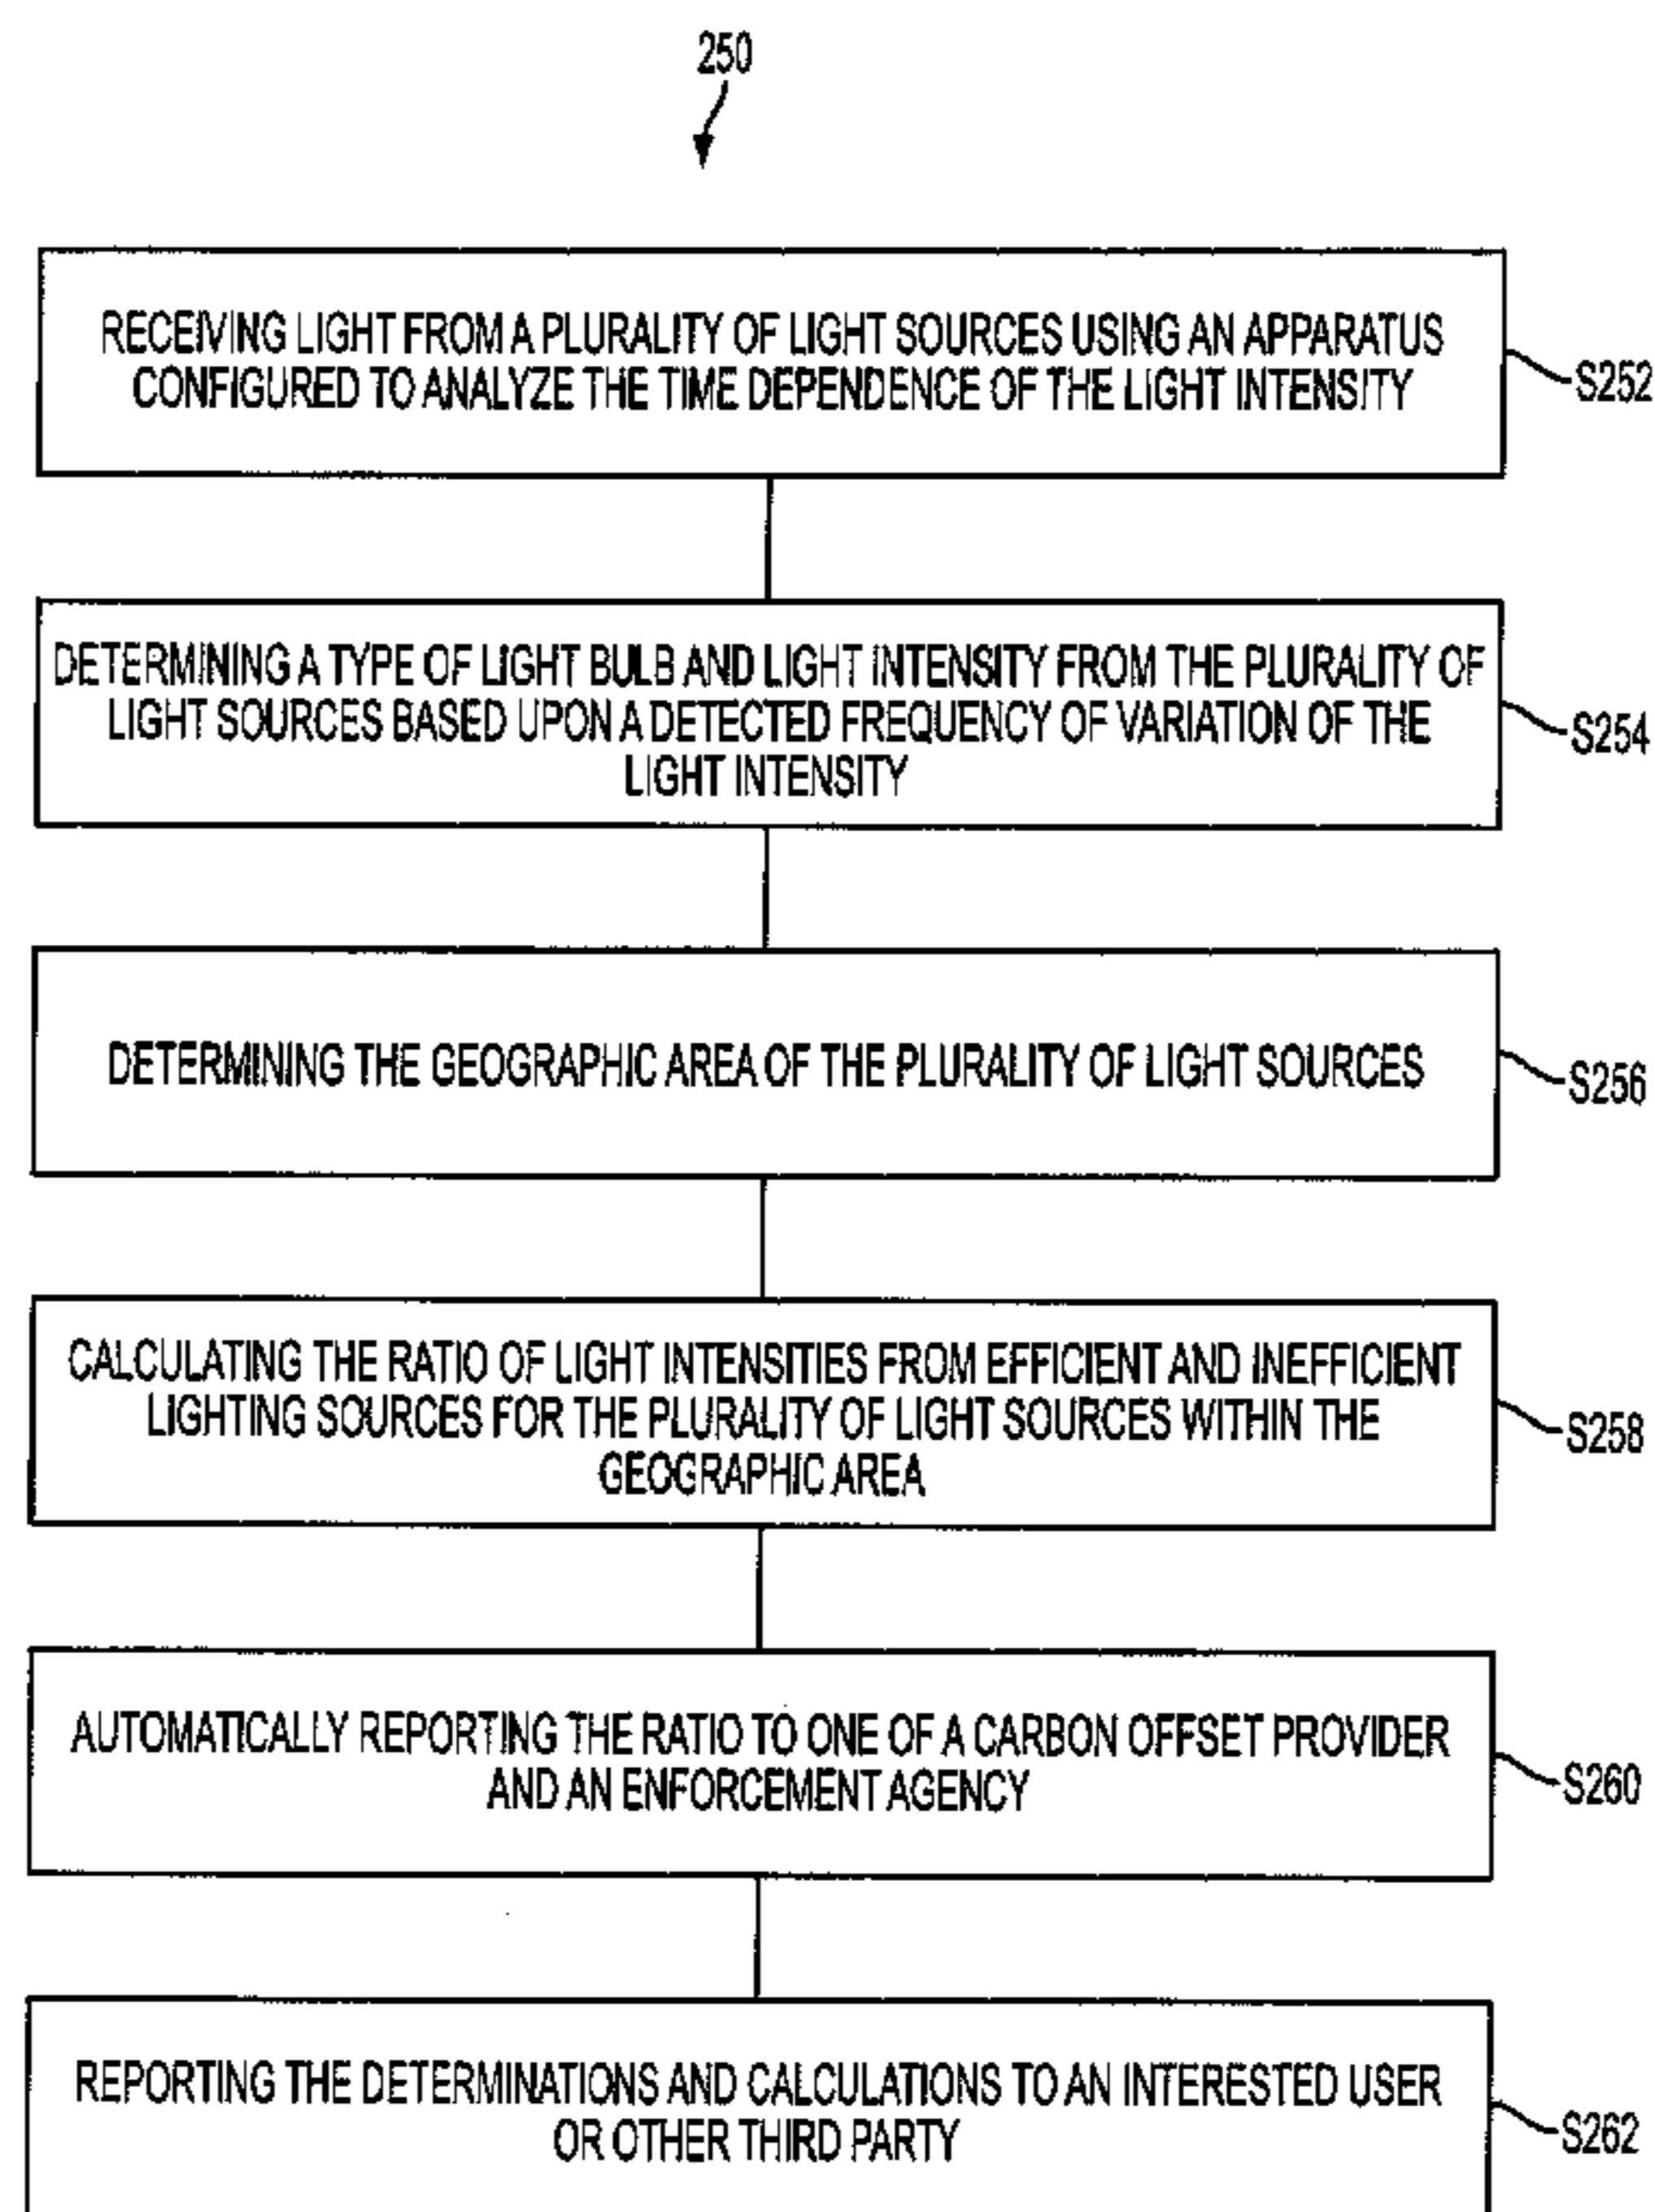 250
RECEIVING LIGHT FROM A PLURALITY OF LIGHT SOURCES USING AN APPARATUS
CONFIGURED TO ANALYZE THE TIME DEPENDENCE OF THE LIGHT INTENSITY
S252
DETERMINING A TYPE OF LIGHT BULB AND LIGHT INTENSITY FROM THE PLURALITY OF
LIGHT SOURCES BASED UPON A DETECTED FREQUENCY OF VARIATION OF THE
LIGHT INTENSITY
S254
DETERMINING THE GEOGRAPHIC AREA OF THE PLURALITY OF LIGHT SOURCES
S256
CALCULATING THE RATIO OF LIGHT INTENSITIES FROM EFFICIENT AND INEFFICIENT
LIGHTING SOURCES FOR THE PLURALITY OF LIGHT SOURCES WITHIN THE
GEOGRAPHIC AREA
S258
AUTOMATICALLY REPORTING THE RATIO TO ONE OF A CARBON OFFSET PROVIDER
AND AN ENFORCEMENT AGENCY
S260
REPORTING THE DETERMINATIONS AND CALCULATIONS TO AN INTERESTED USER
OR OTHER THIRD PARTY
S262